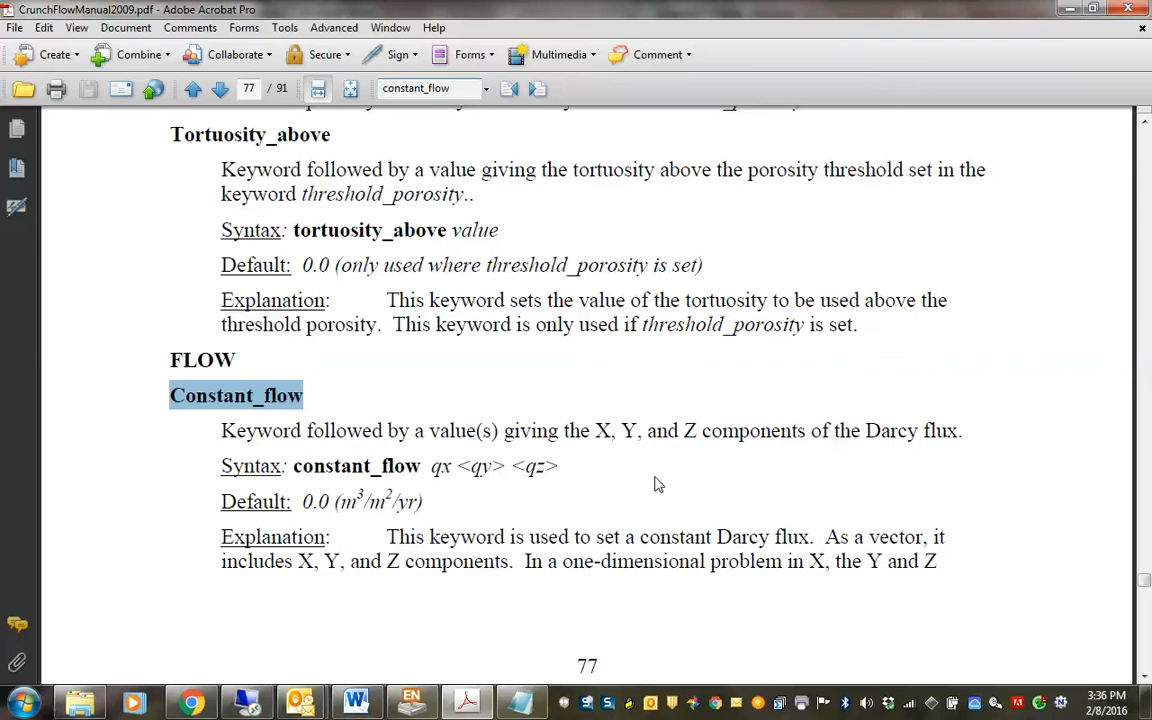 CrunchFlowManual2009.pdf - Adobe Acrobat Pro
File Edit View Document Comments Forms Tools Advanced Window Help
Create Combine Collaborate Secure Sign Forms Multimedia Comment
77 / 91 constant_flow
Tortuosity_above
Keyword followed by a value giving the tortuosity above the porosity threshold set in the
keyword threshold_porosity..
Syntax: tortuosity_above value
Default: 0.0 (only used where threshold_porosity is set)
Explanation: This keyword sets the value of the tortuosity to be used above the
threshold porosity. This keyword is only used if threshold_porosity is set.
FLOW
Constant_flow
Keyword followed by a value(s) giving the X, Y, and Z components of the Darcy flux.
Syntax: constant_flow qx <qy> <qz>
Default: 0.0 (m³/m²/yr)
Explanation: This keyword is used to set a constant Darcy flux. As a vector, it
includes X, Y, and Z components. In a one-dimensional problem in X, the Y and Z
77
EN
3:36 PM
2/8/2016